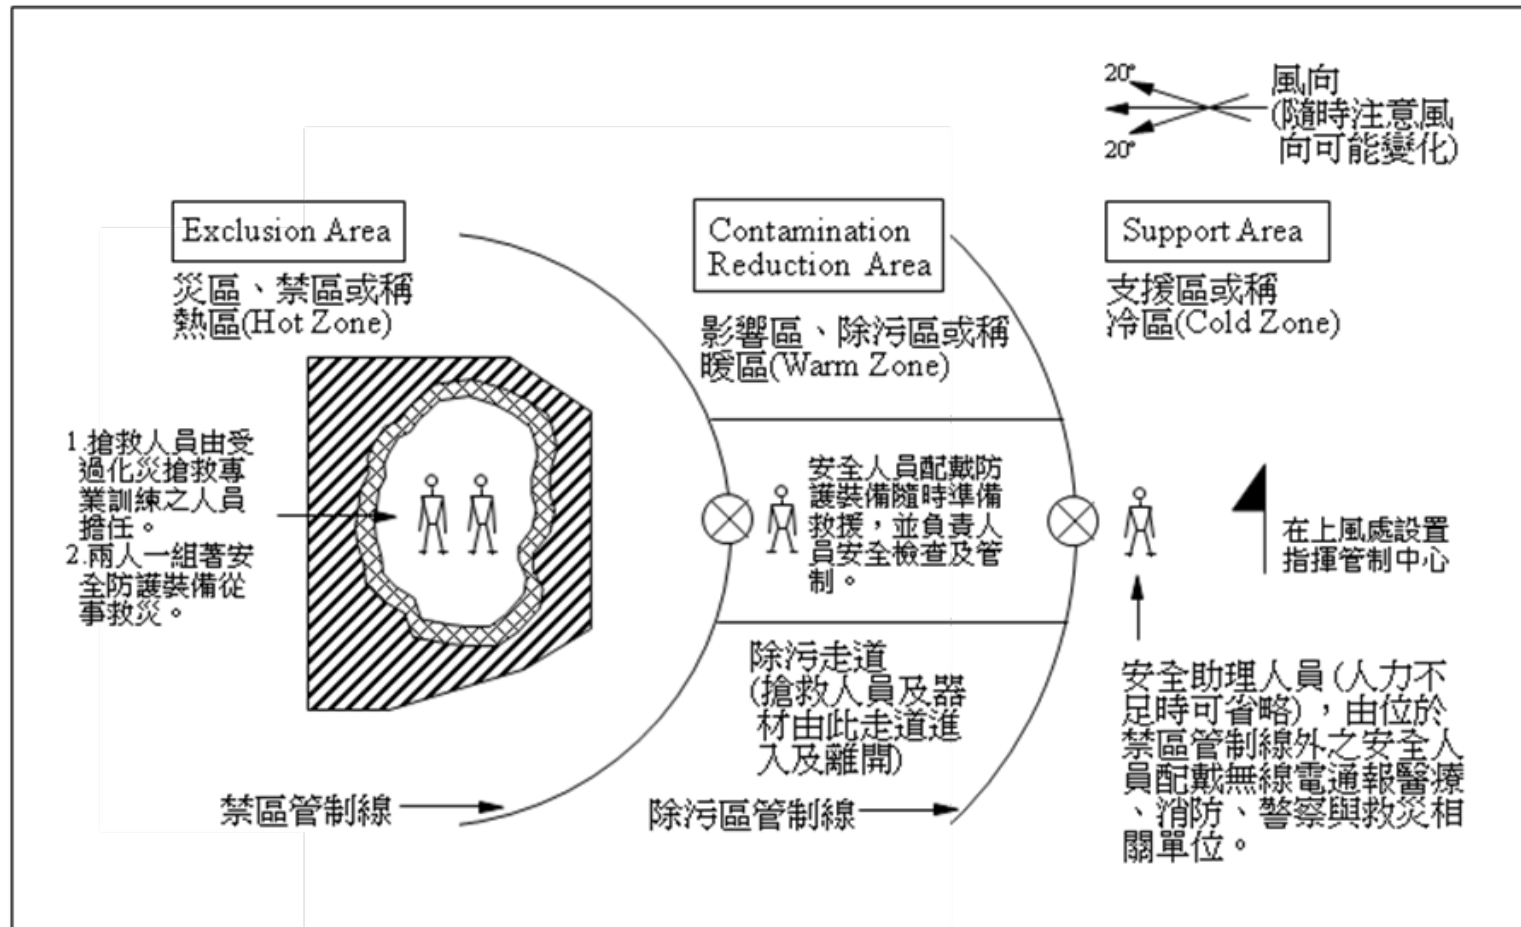 20°
風向
(隨時注意風
向可能變化)
20°
Exclusion Area
災區、禁區或稱
熱區(Hot Zone)
Contamination
Reduction Area
影響區、除污區或稱
暖區(Warm Zone)
Support Area
支援區或稱
冷區(Cold Zone)
1.搶救人員由受
過化災搶救專
業訓練之人員
擔任。
2.兩人一組著安
全防護裝備從
事救災。
安全人員配戴防
護裝備隨時準備
救援，並負責人
員安全檢查及管
制。
在上風處設置
指揮管制中心
除污走道
(搶救人員及器
材由此走道進
入及離開)
安全助理人員(人力不
足時可省略)，由位於
禁區管制線外之安全人
員配戴無線電通報醫療
、消防、警察與救災相
關單位。
禁區管制線
除污區管制線